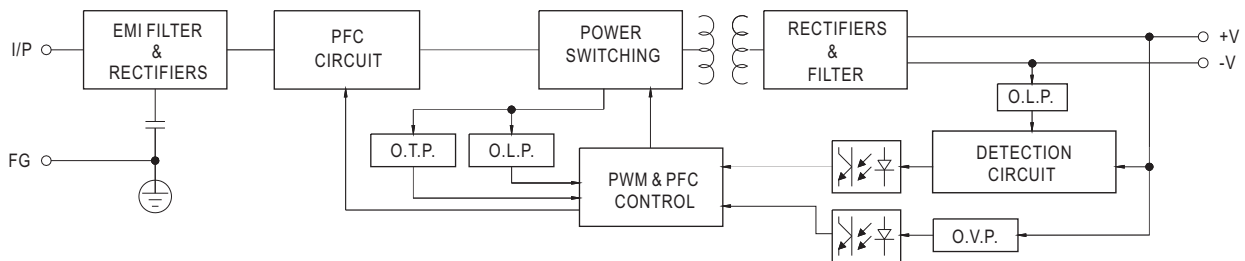 I/P
EMI FILTER
&
RECTIFIERS
PFC
CIRCUIT
POWER
SWITCHING
RECTIFIERS
&
FILTER
+V
-V
O.L.P.
O.T.P.
O.L.P.
DETECTION
CIRCUIT
FG
PWM & PFC
CONTROL
O.V.P.